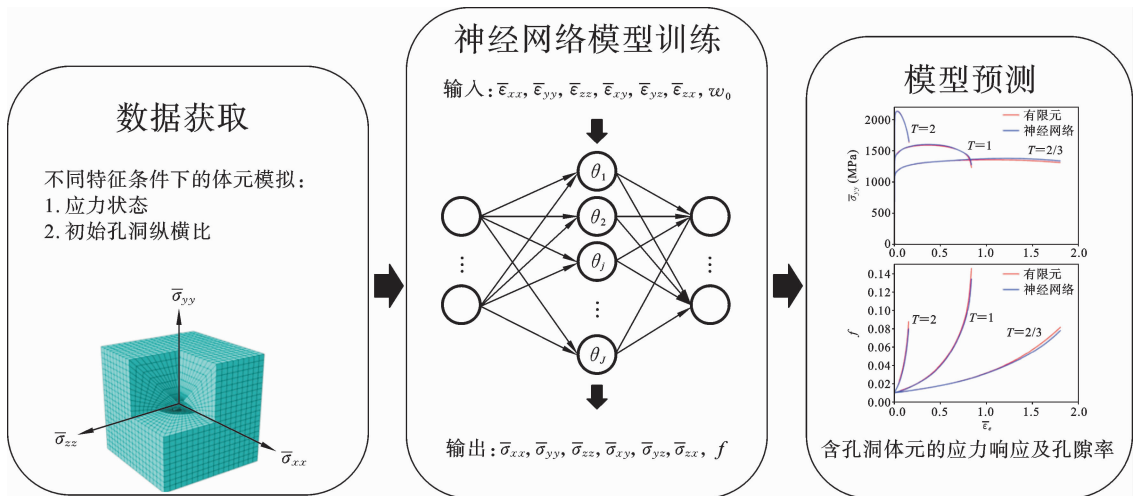 数据获取
不同特征条件下的体元模拟:
1. 应力状态
2. 初始孔洞纵横比
σ̅yy
σ̅zz
σ̅xx
神经网络模型训练
输入: ε̅xx, ε̅yy, ε̅zz, ε̅xy, ε̅yz, ε̅zx, w0
θ1
θ2
⋮ θj ⋮
⋮
θJ
输出: σ̅xx, σ̅yy, σ̅zz, σ̅xy, σ̅yz, σ̅zx, f
模型预测
有限元
神经网络
T=2
T=1
T=2/3
σ̅yy (MPa)
2000
1500
1000
500
0
0.0 0.5 1.0 1.5 2.0
有限元
神经网络
T=2
T=1
T=2/3
f
0.14
0.12
0.10
0.08
0.06
0.04
0.02
0.00
0.0 0.5 1.0 1.5 2.0
ε̅e
含孔洞体元的应力响应及孔隙率